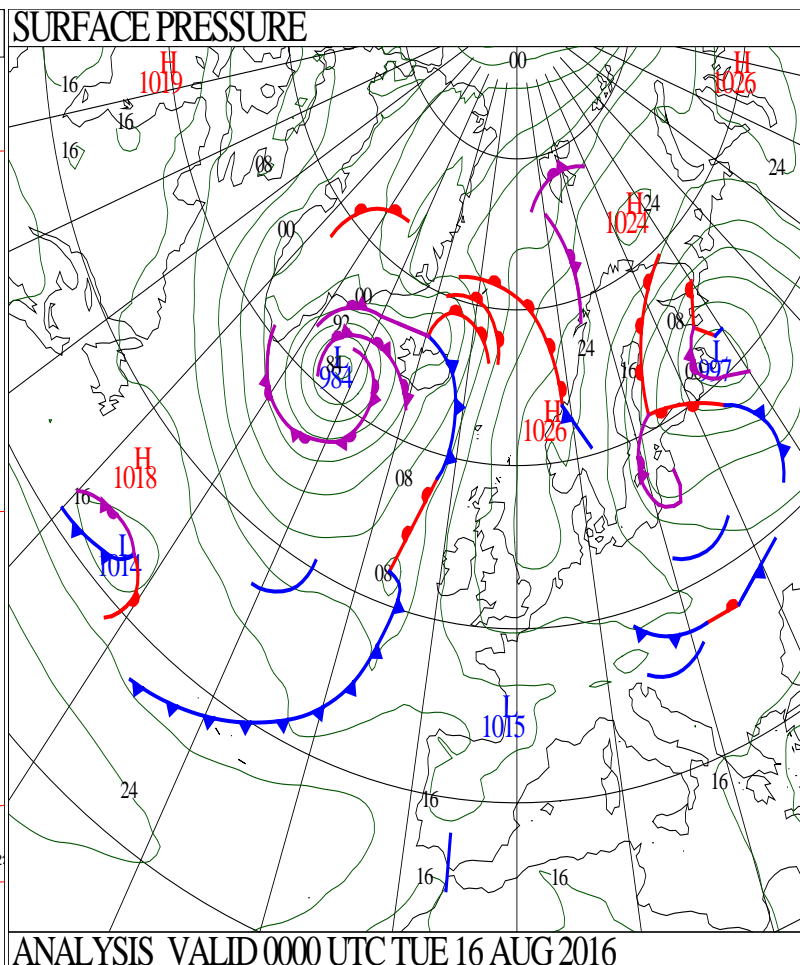 SURFACE PRESSURE
H
1019
00
H
1026
16
16
16
08
24
H
1024
24
00
00
92
08
L
984
24
16
L
997
H
1026
H
1018
16
08
L
1014
08
L
1015
24
16
16
16
16
ANALYSIS VALID 0000 UTC TUE 16 AUG 2016